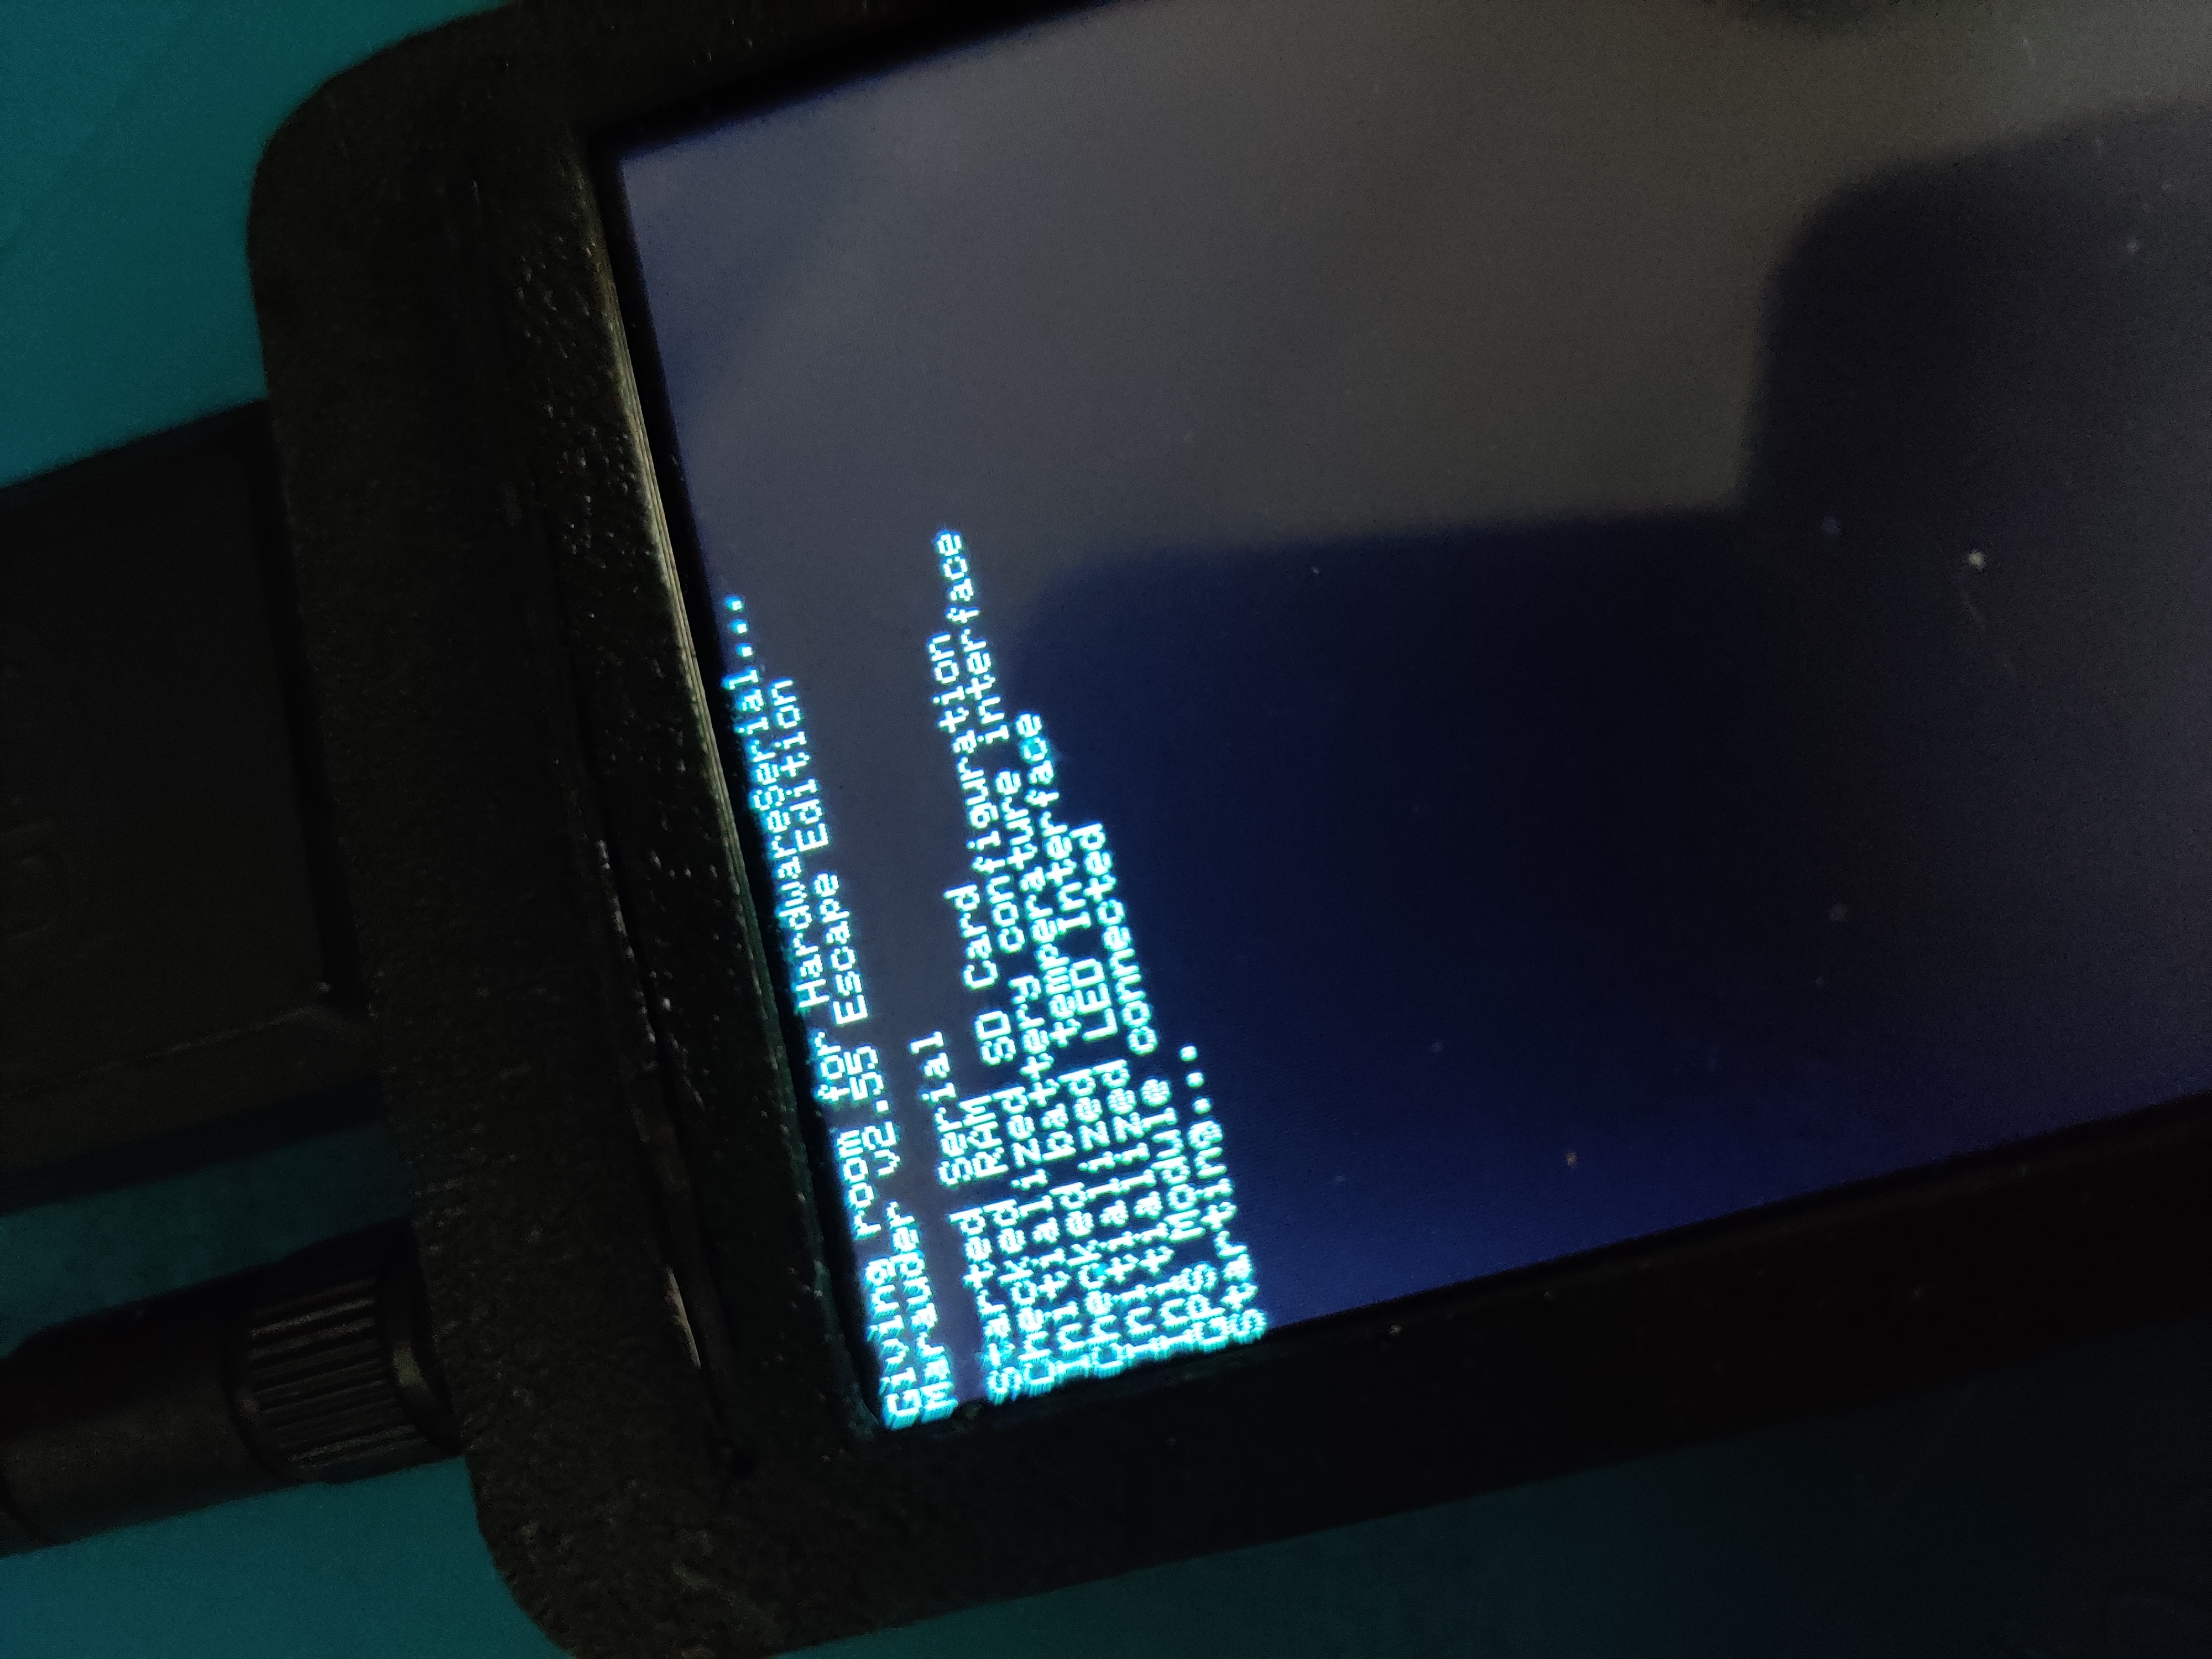 Giving room for HardwareSerial...
Marauder v2.55 Escape Edition
Started Serial
Checked RAM
Initialized SD Card
Checked battery configuration
Initialized temperature interface
Initialized LED Interface
GPS Module connected
Starting...